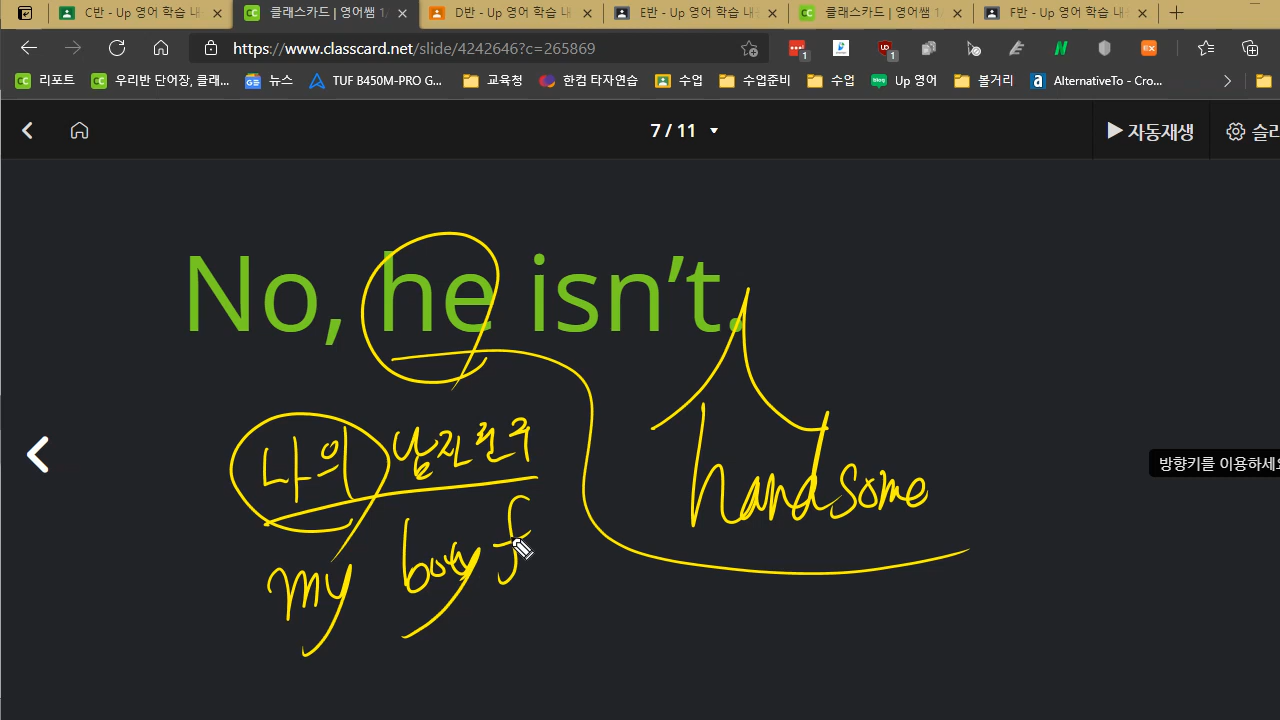 C반 - Up 영어 학습 내
클래스카드 | 영어쌤 1
D반 - Up 영어 학습 내
E반 - Up 영어 학습 내용
클래스카드 | 영어쌤 1
F반 - Up 영어 학습 내
https://www.classcard.net/slide/4242646?c=265869
리포트 우리반 단어장, 클래... 뉴스 TUF B450M-PRO G... 교육청 한컴 타자연습 수업 수업준비 수업 Up 영어 볼거리 AlternativeTo - Cro...
7 / 11
자동재생
슬라
No, he isn't.
나의 남자친구
handsome
my boy f
방향키를 이용하세요